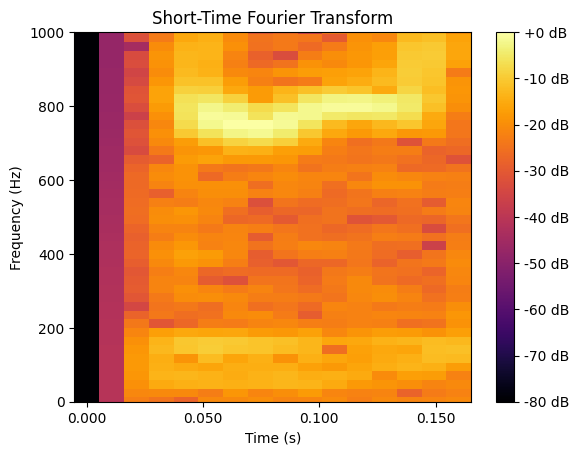 Short-Time Fourier Transform
1000
800
600
400
200
0
Frequency (Hz)
0.000
0.050
0.100
0.150
Time (s)
+0 dB
-10 dB
-20 dB
-30 dB
-40 dB
-50 dB
-60 dB
-70 dB
-80 dB